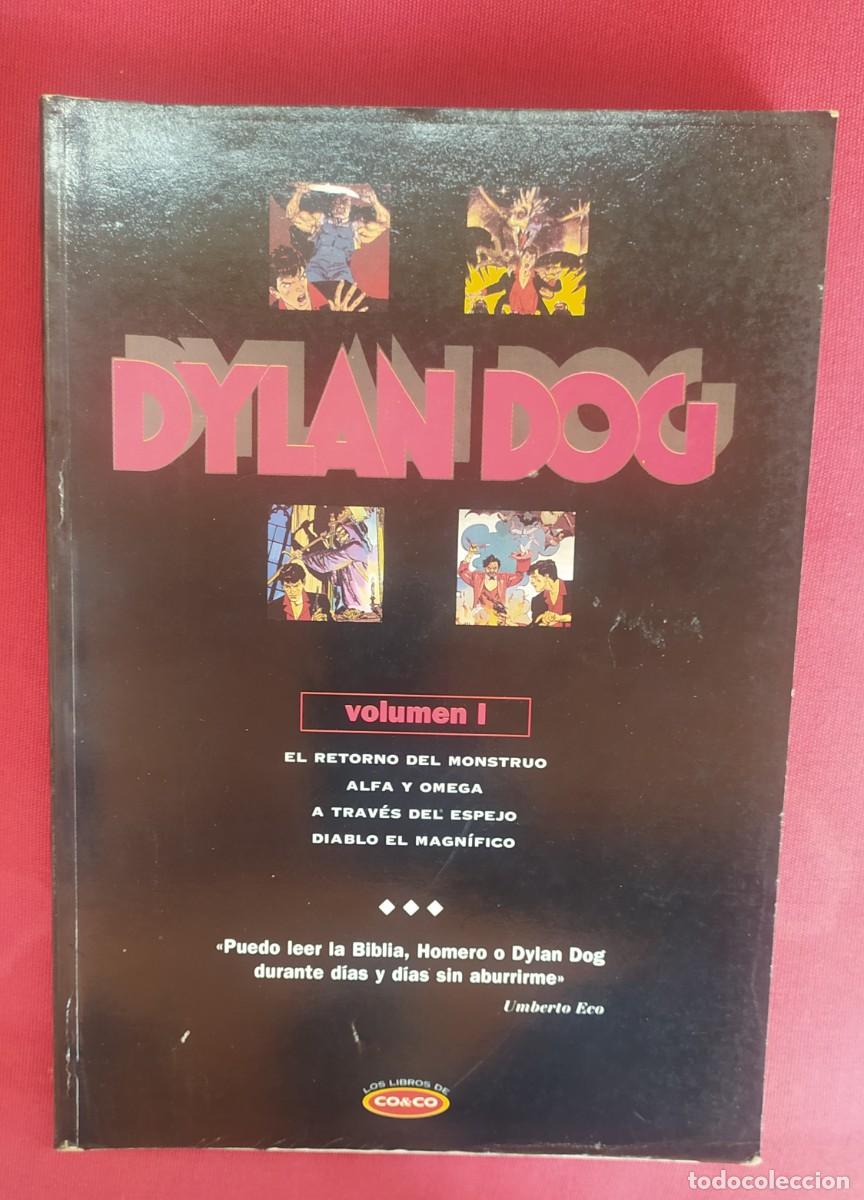 DYLAN DOG
volumen I
EL RETORNO DEL MONSTRUO
ALFA Y OMEGA
A TRAVÉS DEL ESPEJO
DIABLO EL MAGNÍFICO
«Puedo leer la Biblia, Homero o Dylan Dog
durante días y días sin aburrirme»
Umberto Eco
LOS LIBROS DE
CO&CO
todocoleccion